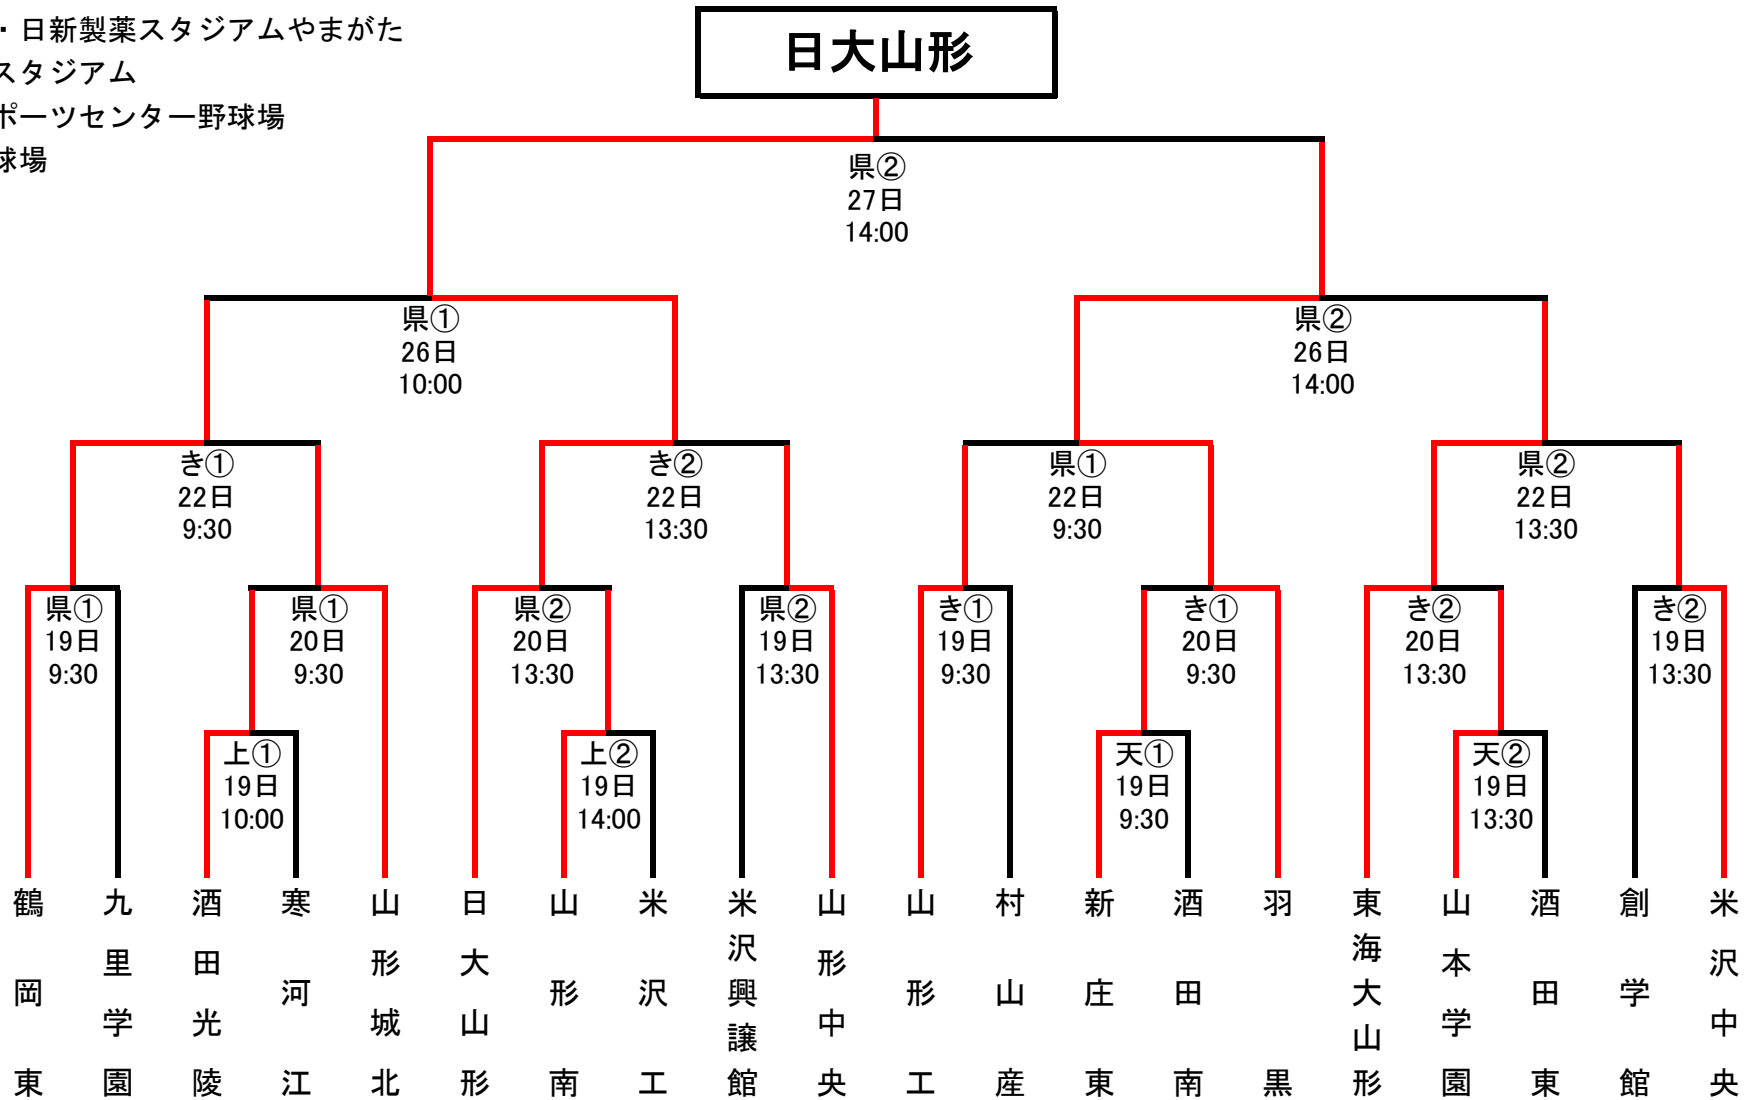 ・日新製薬スタジアムやまがた
スタジアム
ポーツセンター野球場
球場
日大山形
県②
27日
14:00
県①
26日
10:00
県②
26日
14:00
き①
22日
9:30
き②
22日
13:30
県①
22日
9:30
県②
22日
13:30
県①
19日
9:30
県①
20日
9:30
県②
20日
13:30
県②
19日
13:30
き①
19日
9:30
き①
20日
9:30
き②
20日
13:30
き②
19日
13:30
上①
19日
10:00
上②
19日
14:00
天①
19日
9:30
天②
19日
13:30
鶴岡東
九里学園
酒田光陵
寒河江
山形城北
日大山形
山形南
米沢工
米沢興譲館
山形中央
山形工
村山産
新庄東
酒田南
羽黒
東海大山形
山本学園
酒田東
創学館
米沢中央